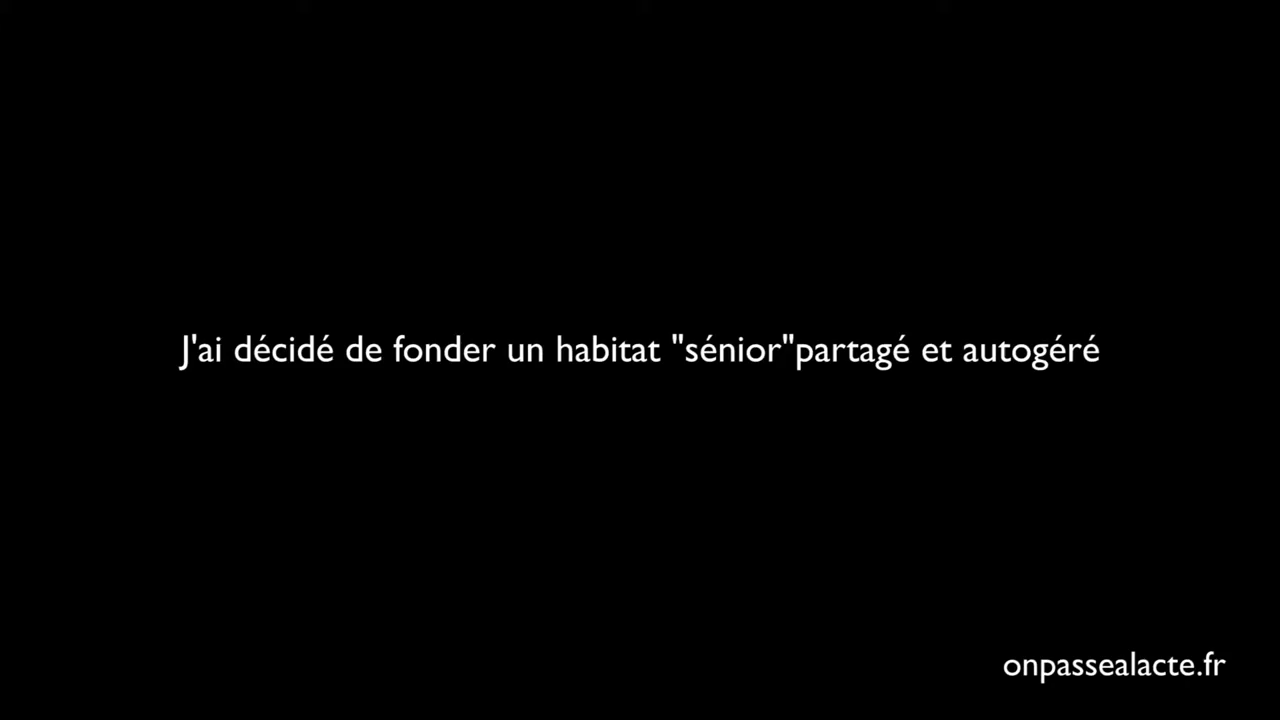 J'ai décidé de fonder un habitat "sénior"partagé et autogéré
onpassealacte.fr